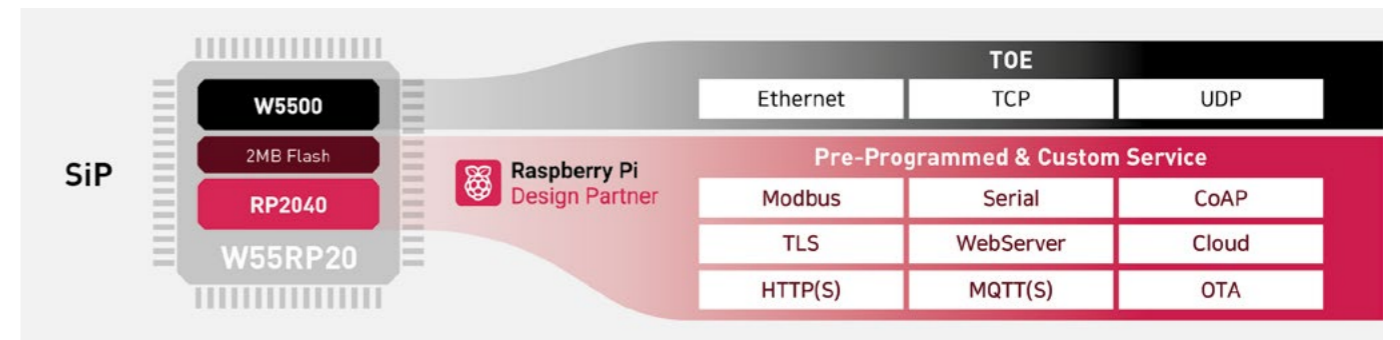 SiP
W5500
2MB Flash
RP2040
W55RP20
Raspberry Pi
Design Partner
TOE
Ethernet TCP UDP
Pre-Programmed & Custom Service
Modbus Serial CoAP
TLS WebServer Cloud
HTTP(S) MQTT(S) OTA